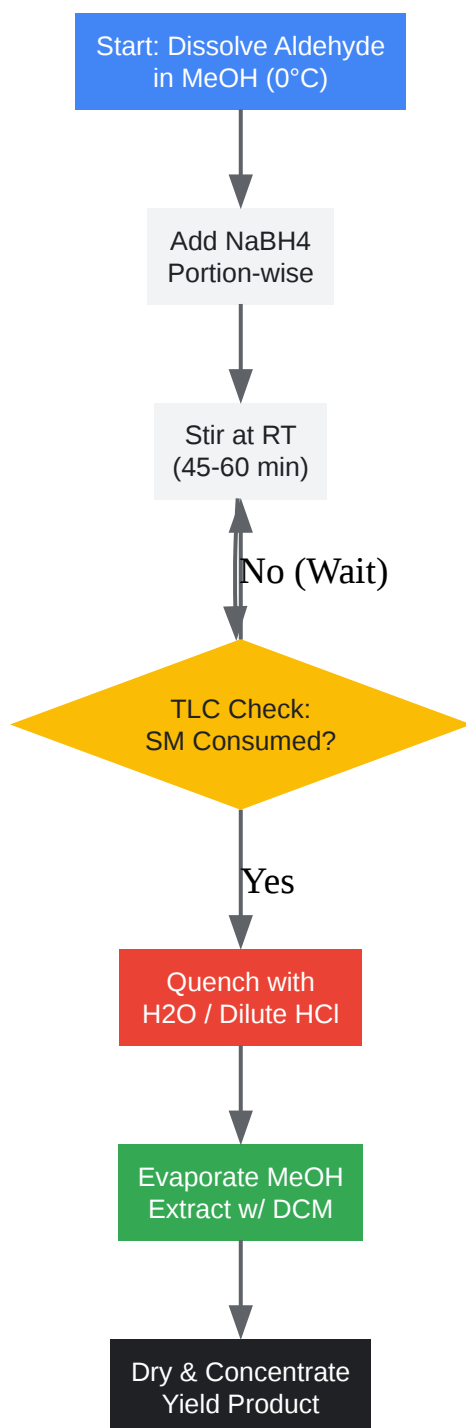 Start: Dissolve Aldehyde
in MeOH (0°C)
Add NaBH4
Portion-wise
Stir at RT
(45-60 min)
No (Wait)
TLC Check:
SM Consumed?
Yes
Quench with
H2O / Dilute HCl
Evaporate MeOH
Extract w/ DCM
Dry & Concentrate
Yield Product